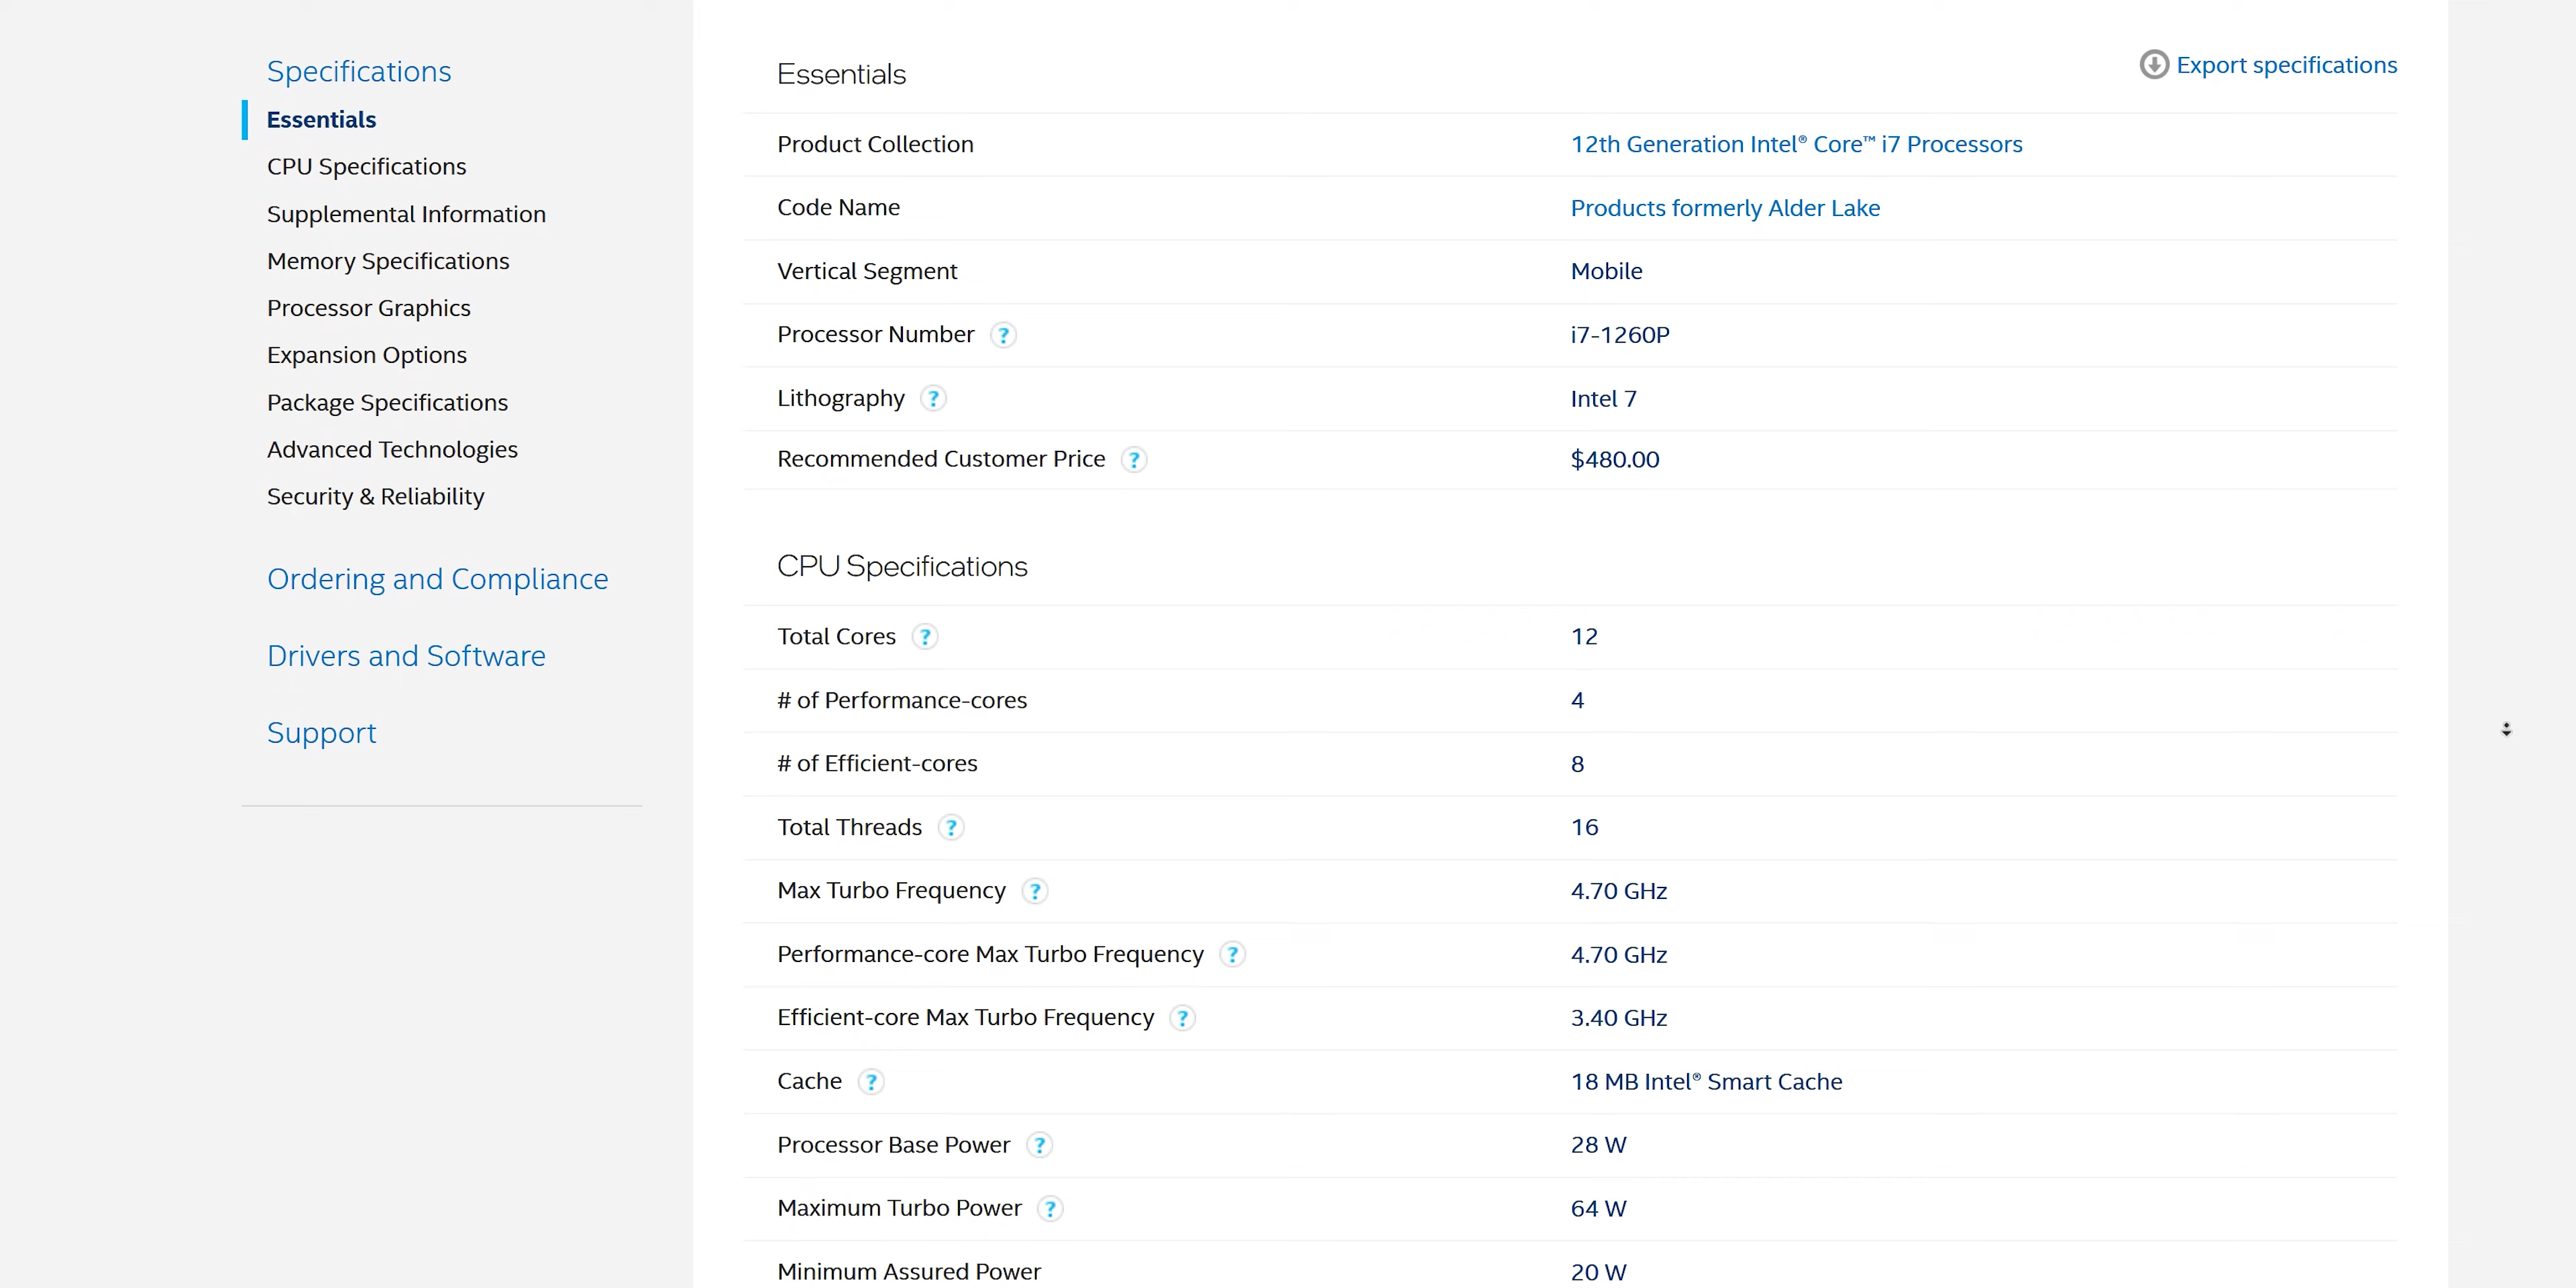 Specifications
Essentials
CPU Specifications
Supplemental Information
Memory Specifications
Processor Graphics
Expansion Options
Package Specifications
Advanced Technologies
Security & Reliability
Ordering and Compliance
Drivers and Software
Support
Essentials
Export specifications
Product Collection 12th Generation Intel® Core™ i7 Processors
Code Name Products formerly Alder Lake
Vertical Segment Mobile
Processor Number ? i7-1260P
Lithography ? Intel 7
Recommended Customer Price ? $480.00
CPU Specifications
Total Cores ? 12
# of Performance-cores 4
# of Efficient-cores 8
Total Threads ? 16
Max Turbo Frequency ? 4.70 GHz
Performance-core Max Turbo Frequency ? 4.70 GHz
Efficient-core Max Turbo Frequency ? 3.40 GHz
Cache ? 18 MB Intel® Smart Cache
Processor Base Power ? 28 W
Maximum Turbo Power ? 64 W
Minimum Assured Power 20 W